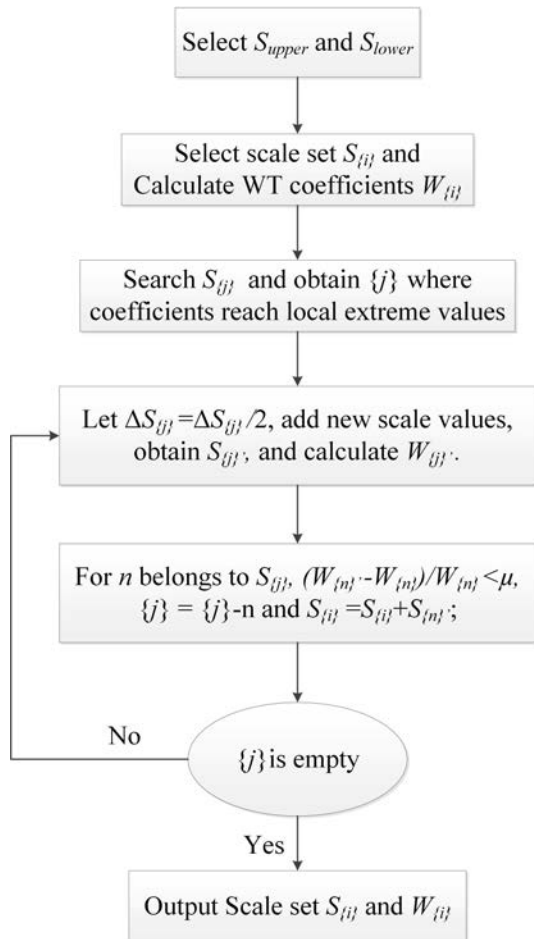 Select S_upper and S_lower
Select scale set S_{i} and
Calculate WT coefficients W_{i}
Search S_{j} and obtain {j} where
coefficients reach local extreme values
Let ΔS_{j}=ΔS_{j}/2, add new scale values,
obtain S_{j}', and calculate W_{j}'.
For n belongs to S_{j}, (W_{n}'-W_{n})/W_{n}<μ,
{j} = {j}-n and S_{i}=S_{i}+S_{n}';
No
{j} is empty
Yes
Output Scale set S_{i} and W_{i}